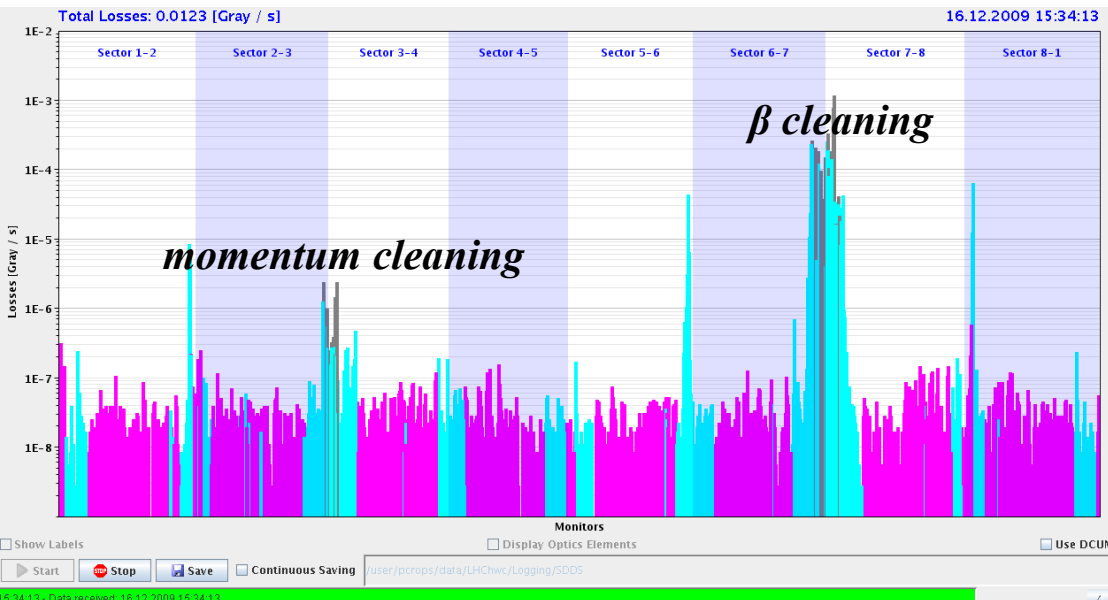 Total Losses: 0.0123 [Gray / s] 16.12.2009 15:34:13
1E-2
Sector 1-2 Sector 2-3 Sector 3-4 Sector 4-5 Sector 5-6 Sector 6-7 Sector 7-8 Sector 8-1
1E-3
β cleaning
1E-4
1E-5
momentum cleaning
Losses [Gray / s]
1E-6
1E-7
1E-8
Monitors
Show Labels Display Optics Elements Use DCUM
Start STOP Stop Save Continuous Saving /user/pcrops/data/LHChwc/Logging/SDDS
15:34:13 - Data received: 16.12.2009 15:34:13